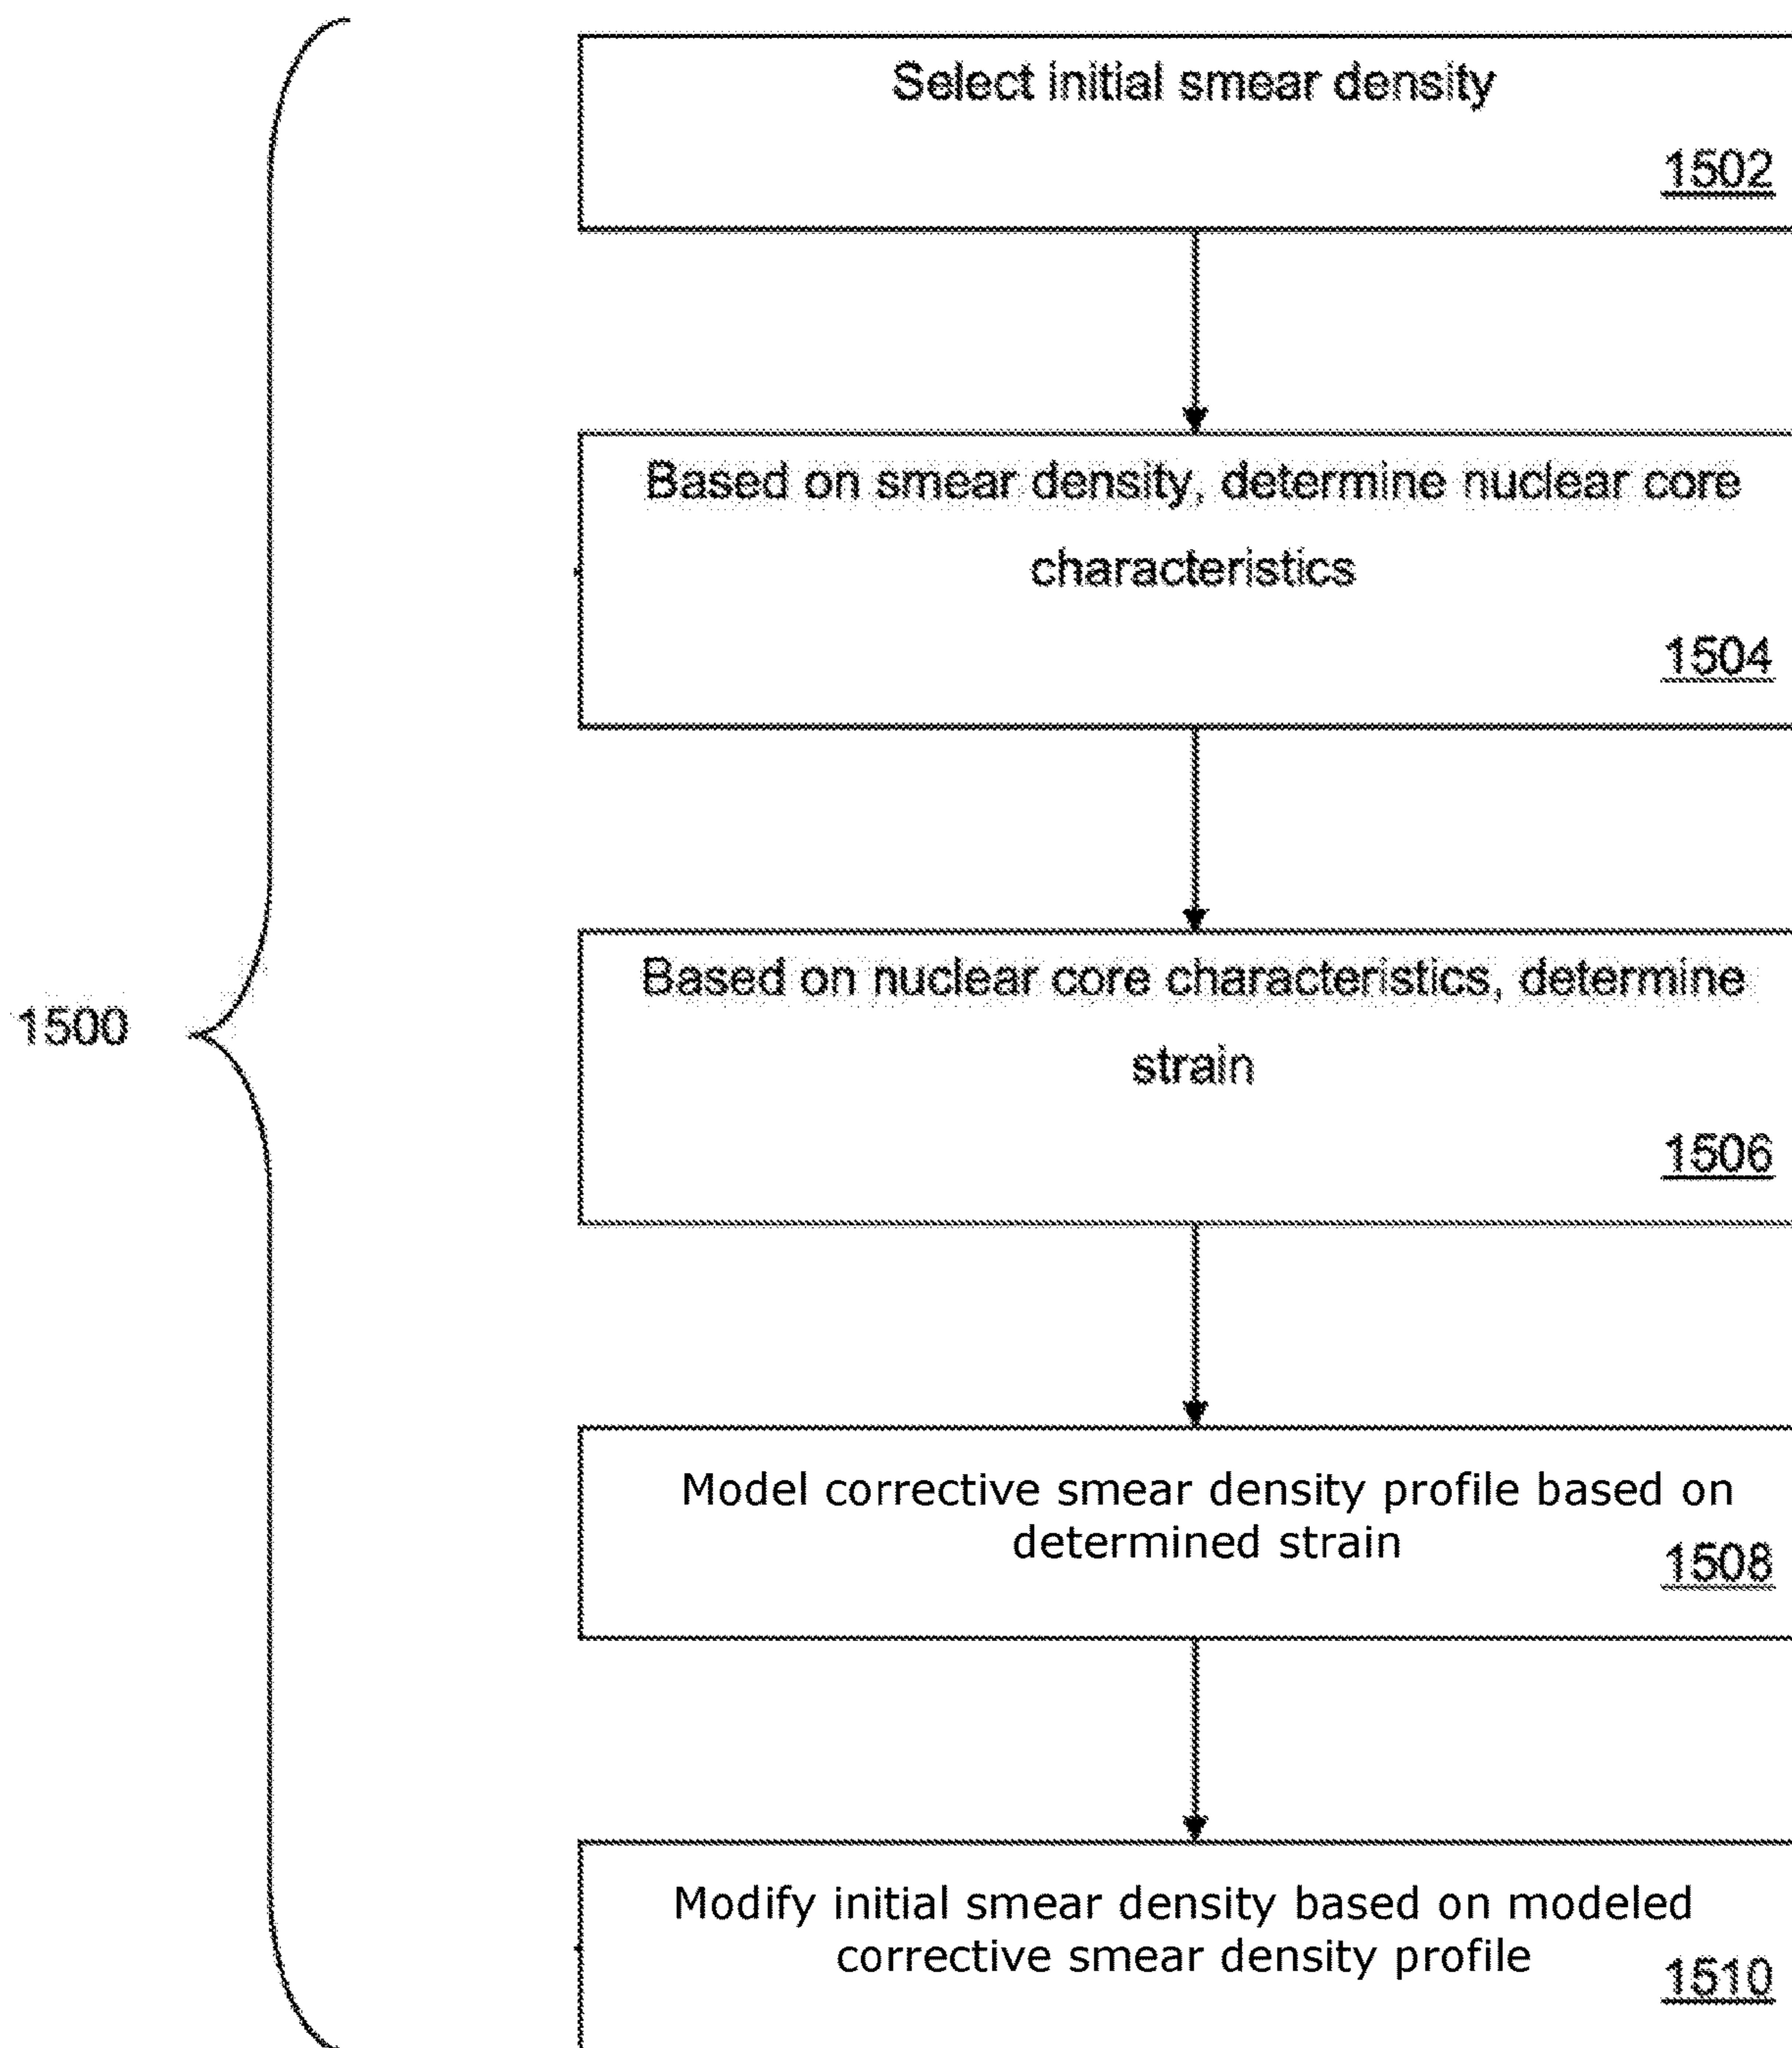 Select initial smear density
1502
Based on smear density, determine nuclear core
characteristics
1504
Based on nuclear core characteristics, determine
strain
1506
1500
Model corrective smear density profile based on
determined strain
1508
Modify initial smear density based on modeled
corrective smear density profile
1510